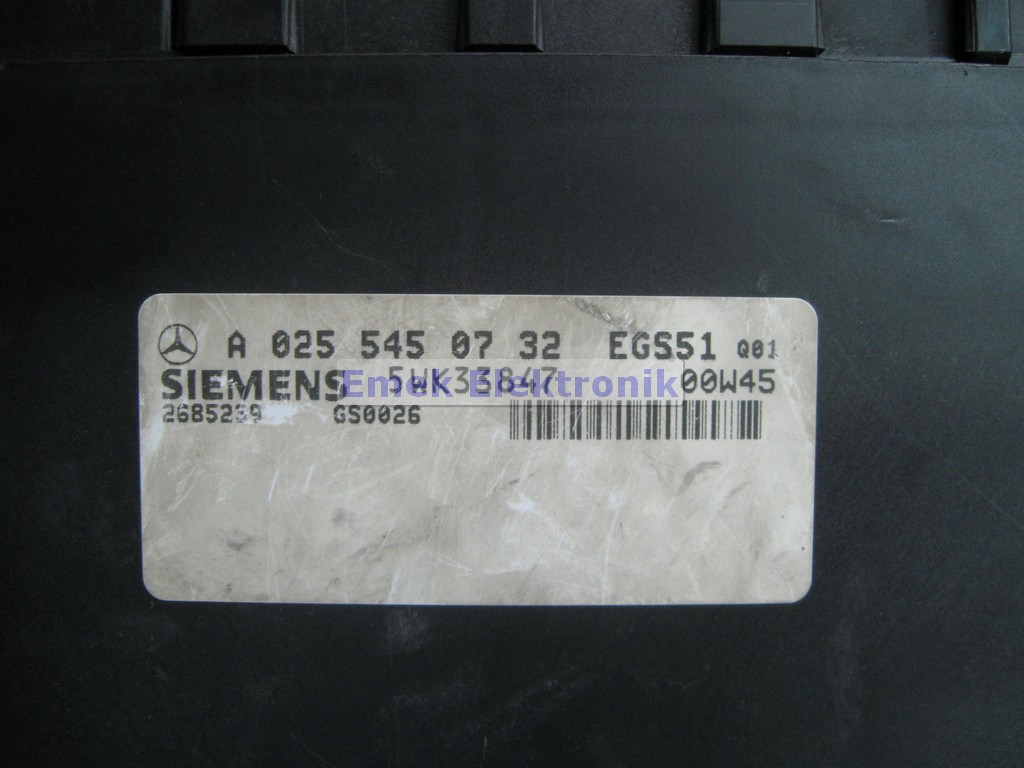 A 025 545 07 32 EGS51 Q01
SIEMENS 5WK33847 00W45
Emek Elektronik
2685239 GS0026